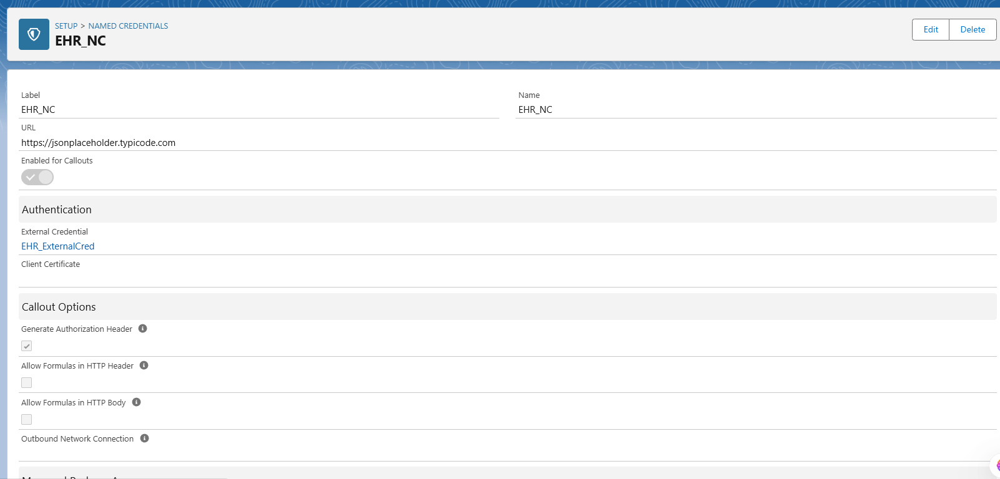 SETUP > NAMED CREDENTIALS
EHR_NC
Edit
Delete
Label
EHR_NC
Name
EHR_NC
URL
https://jsonplaceholder.typicode.com
Enabled for Callouts
Authentication
External Credential
EHR_ExternalCred
Client Certificate
Callout Options
Generate Authorization Header
Allow Formulas in HTTP Header
Allow Formulas in HTTP Body
Outbound Network Connection